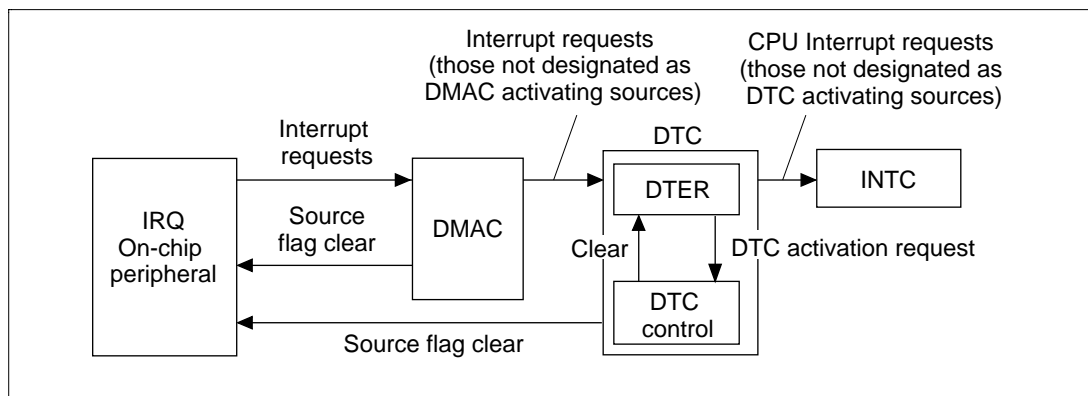 Interrupt requests
(those not designated as
DMAC activating sources)
CPU Interrupt requests
(those not designated as
DTC activating sources)
Interrupt
requests
DTC
IRQ
On-chip
peripheral
Source
flag clear
DMAC
DTER
INTC
Clear
DTC activation request
DTC
control
Source flag clear